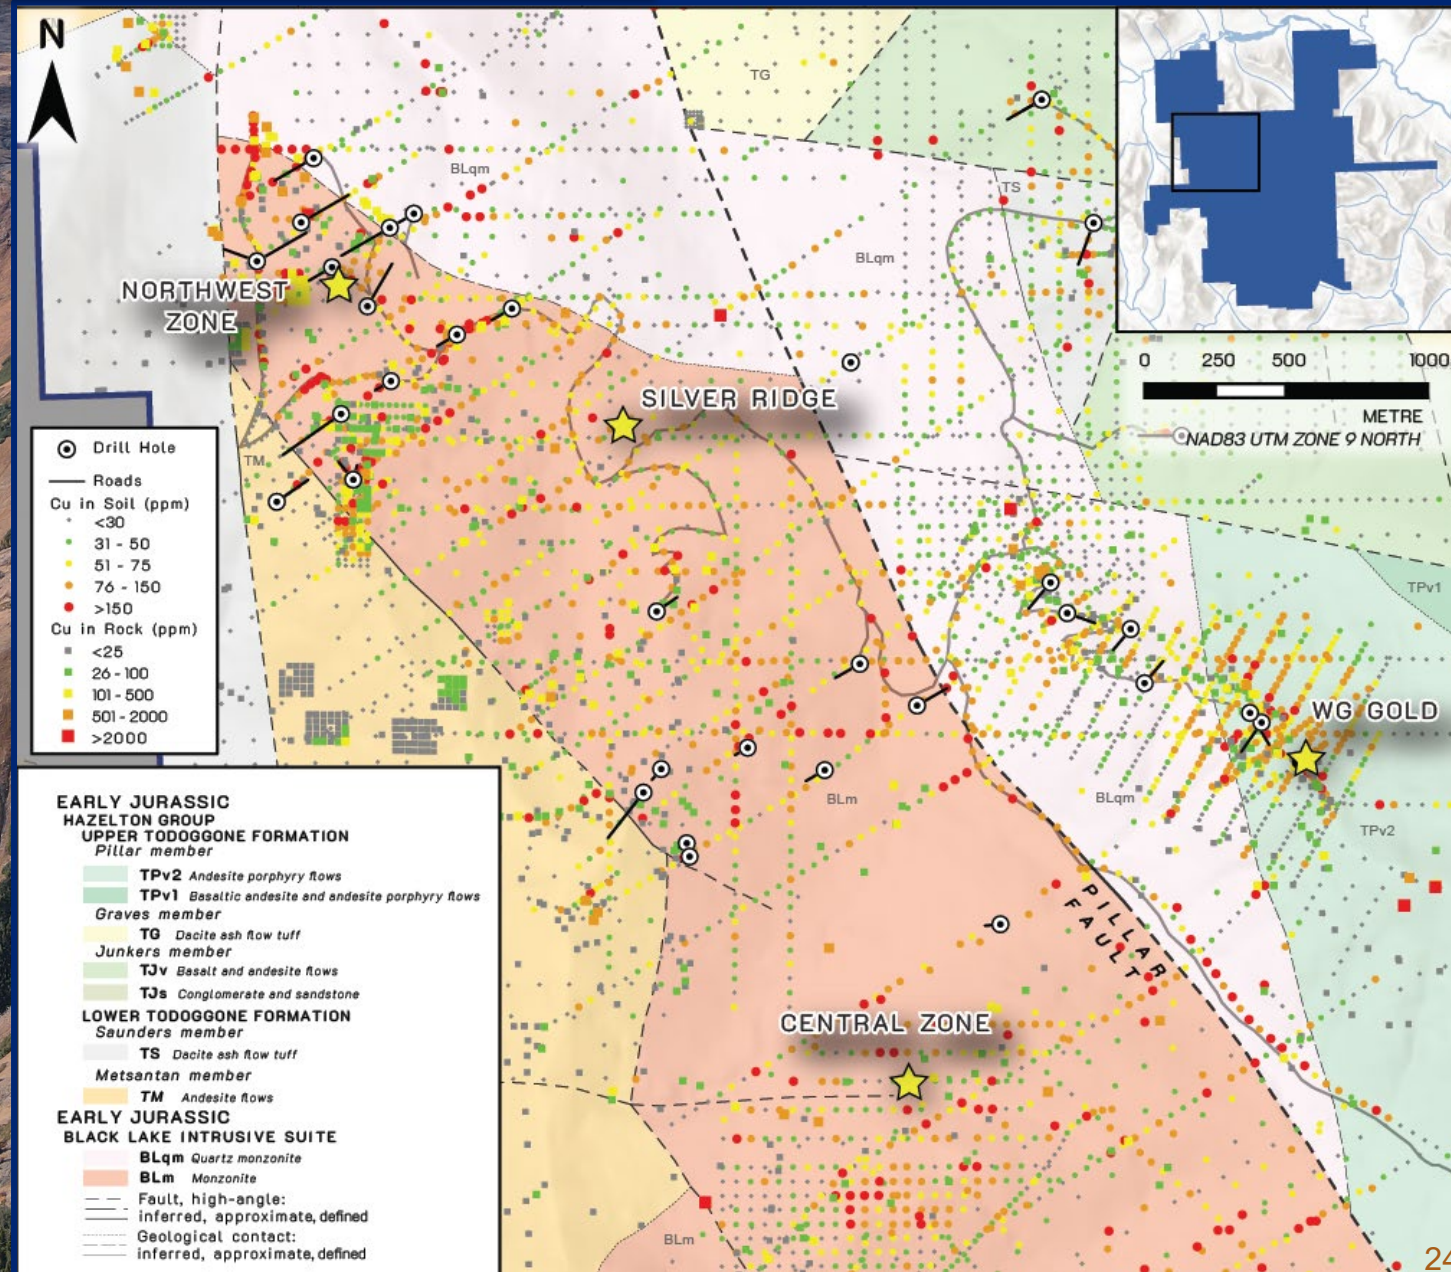 N
TG
BLqm
TS
BLqm
NORTHWEST
ZONE
0 250 500 1000
METRE
NAD83 UTM ZONE 9 NORTH
SILVER RIDGE
TM
Drill Hole
Roads
Cu in Soil (ppm)
<30
31 - 50
51 - 75
76 - 150
>150
Cu in Rock (ppm)
<25
26 - 100
101 - 500
501 - 2000
>2000
TPv1
WG GOLD
BLm
BLqm
TPv2
PILLAR
FAULT
CENTRAL ZONE
BLm
EARLY JURASSIC
HAZELTON GROUP
UPPER TODOGGONE FORMATION
Pillar member
TPv2 Andesite porphyry flows
TPv1 Basaltic andesite and andesite porphyry flows
Graves member
TG Dacite ash flow tuff
Junkers member
TJv Basalt and andesite flows
TJs Conglomerate and sandstone
LOWER TODOGGONE FORMATION
Saunders member
TS Dacite ash flow tuff
Metsantan member
TM Andesite flows
EARLY JURASSIC
BLACK LAKE INTRUSIVE SUITE
BLqm Quartz monzonite
BLm Monzonite
Fault, high-angle:
inferred, approximate, defined
Geological contact:
inferred, approximate, defined
24